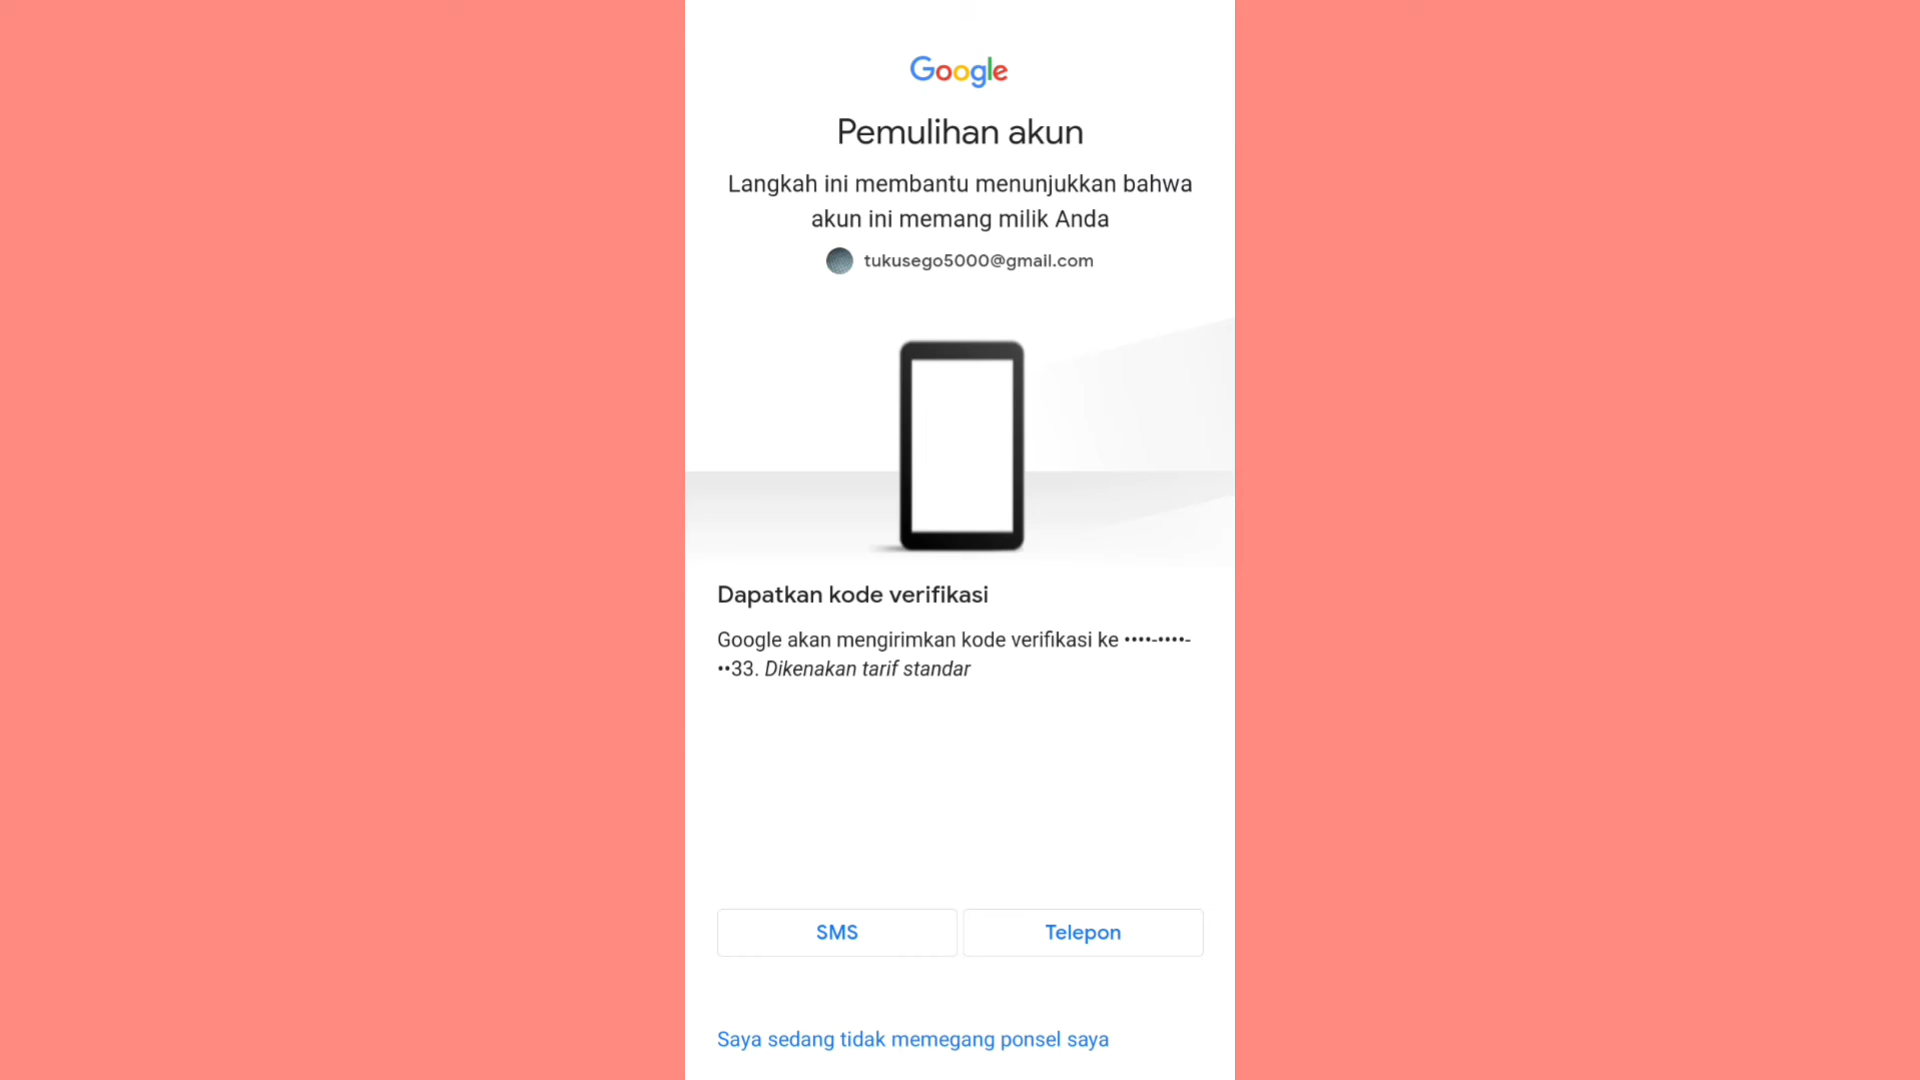 Google
Pemulihan akun
Langkah ini membantu menunjukkan bahwa
akun ini memang milik Anda
tukusego5000@gmail.com
Dapatkan kode verifikasi
Google akan mengirimkan kode verifikasi ke ••••-••••-
••33. Dikenakan tarif standar
SMS
Telepon
Saya sedang tidak memegang ponsel saya